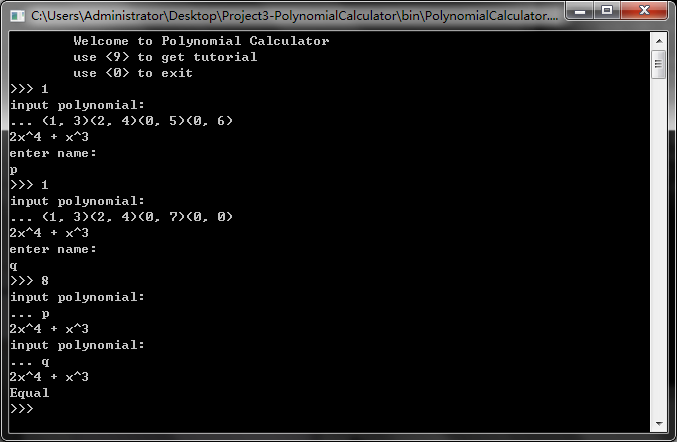 C:\Users\Administrator\Desktop\Project3-PolynomialCalculator\bin\PolynomialCalculator....
Welcome to Polynomial Calculator
use <9> to get tutorial
use <0> to exit
>>> 1
input polynomial:
... (1, 3)(2, 4)(0, 5)(0, 6)
2x^4 + x^3
enter name:
p
>>> 1
input polynomial:
... (1, 3)(2, 4)(0, 7)(0, 0)
2x^4 + x^3
enter name:
q
>>> 8
input polynomial:
... p
2x^4 + x^3
input polynomial:
... q
2x^4 + x^3
Equal
>>>